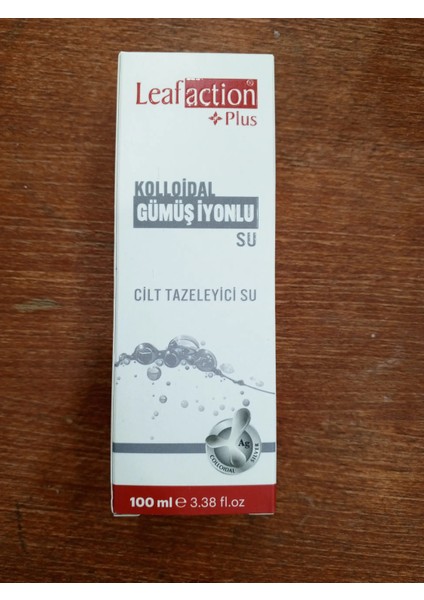 Leafaction®
Plus
KOLLOİDAL
GÜMÜŞ İYONLU
SU
CİLT TAZELEYİCİ SU
Ag
COLLOIDAL SILVER
100 ml ℮ 3.38 fl.oz